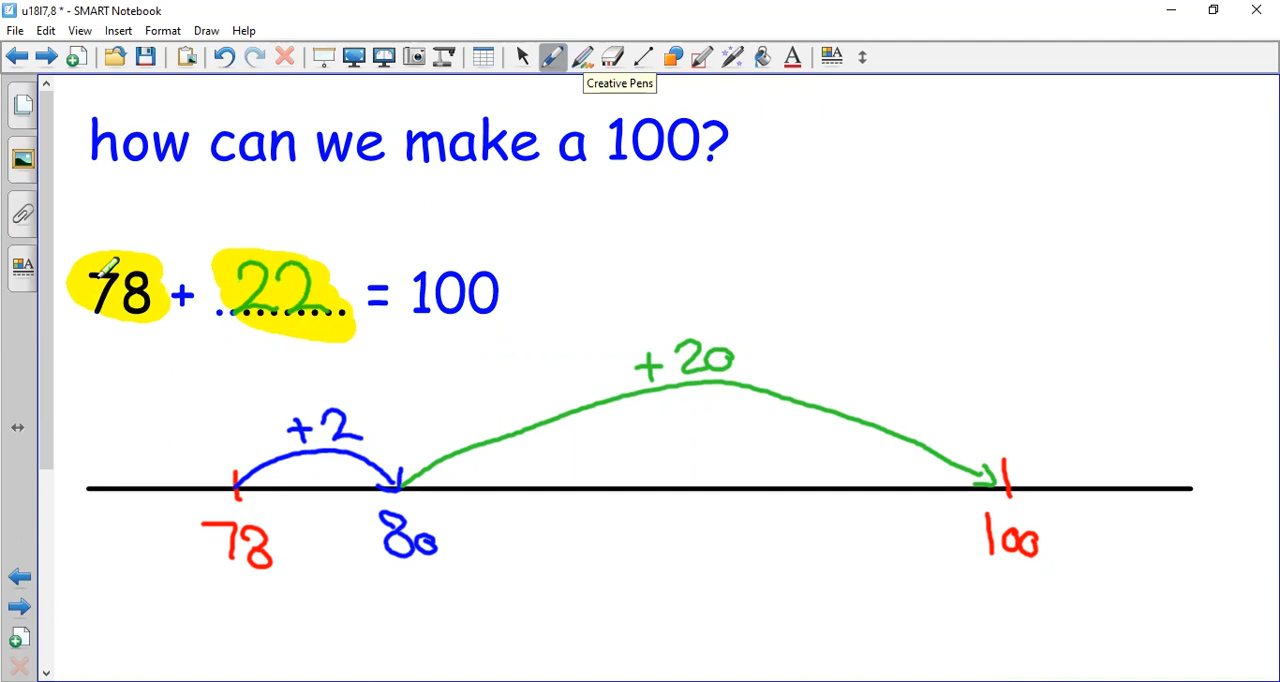 u18l7,8 * - SMART Notebook
File Edit View Insert Format Draw Help
Creative Pens
how can we make a 100?
78 + ..22........ = 100
+20
+2
78 80 100